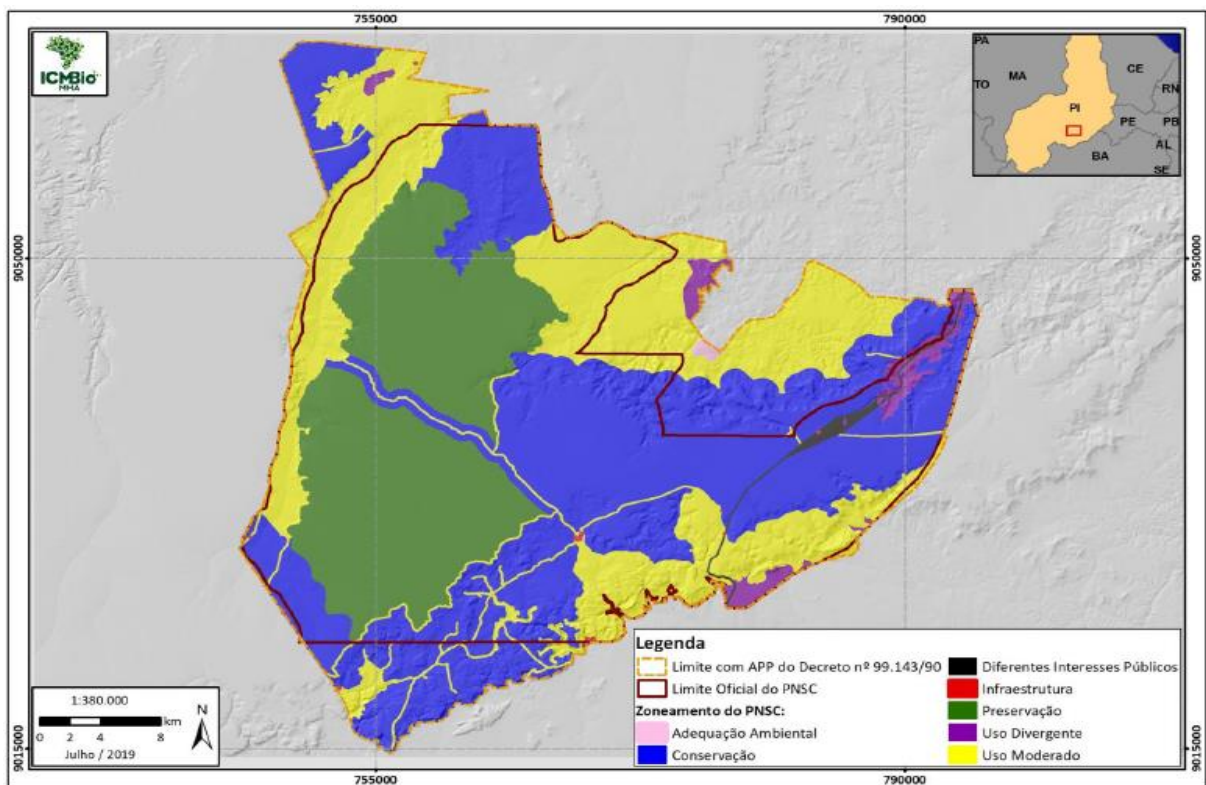 755000
790000
ICMBio
MMA
PA
MA
CE
TO
RN
PI
PE
PB
AL
BA
SE
9050000
9050000
Legenda
Limite com APP do Decreto nº 99.143/90
Limite Oficial do PNSC
Zoneamento do PNSC:
Adequação Ambiental
Conservação
Diferentes Interesses Públicos
Infraestrutura
Preservação
Uso Divergente
Uso Moderado
1:380.000
N
km
0 2 4 8
Julho / 2019
9015000
9015000
755000
790000